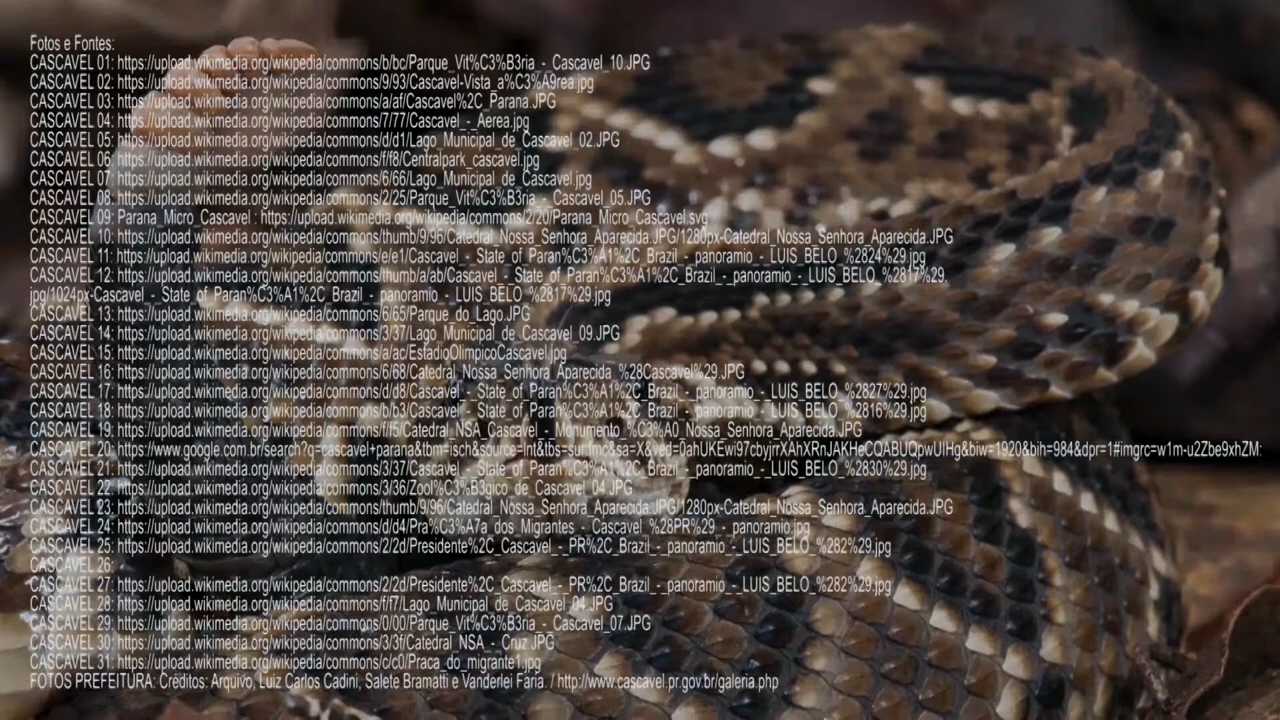 Fotos e Fontes:
CASCAVEL 01: https://upload.wikimedia.org/wikipedia/commons/b/bc/Parque_Vit%C3%B3ria_-_Cascavel_10.JPG
CASCAVEL 02: https://upload.wikimedia.org/wikipedia/commons/9/93/Cascavel-Vista_a%C3%A9rea.jpg
CASCAVEL 03: https://upload.wikimedia.org/wikipedia/commons/a/af/Cascavel%2C_Parana.JPG
CASCAVEL 04: https://upload.wikimedia.org/wikipedia/commons/7/77/Cascavel_-_Aerea.jpg
CASCAVEL 05: https://upload.wikimedia.org/wikipedia/commons/d/d1/Lago_Municipal_de_Cascavel_02.JPG
CASCAVEL 06: https://upload.wikimedia.org/wikipedia/commons/f/f8/Centralpark_cascavel.jpg
CASCAVEL 07: https://upload.wikimedia.org/wikipedia/commons/6/66/Lago_Municipal_de_Cascavel.jpg
CASCAVEL 08: https://upload.wikimedia.org/wikipedia/commons/2/25/Parque_Vit%C3%B3ria_-_Cascavel_05.JPG
CASCAVEL 09: Parana_Micro_Cascavel : https://upload.wikimedia.org/wikipedia/commons/2/20/Parana_Micro_Cascavel.svg
CASCAVEL 10: https://upload.wikimedia.org/wikipedia/commons/thumb/9/96/Catedral_Nossa_Senhora_Aparecida.JPG/1280px-Catedral_Nossa_Senhora_Aparecida.JPG
CASCAVEL 11: https://upload.wikimedia.org/wikipedia/commons/e/e1/Cascavel_-_State_of_Paran%C3%A1%2C_Brazil_-_panoramio_-_LUIS_BELO_%2824%29.jpg
CASCAVEL 12: https://upload.wikimedia.org/wikipedia/commons/thumb/a/ab/Cascavel_-_State_of_Paran%C3%A1%2C_Brazil_-_panoramio_-_LUIS_BELO_%2817%29.
jpg/1024px-Cascavel_-_State_of_Paran%C3%A1%2C_Brazil_-_panoramio_-_LUIS_BELO_%2817%29.jpg
CASCAVEL 13: https://upload.wikimedia.org/wikipedia/commons/6/65/Parque_do_Lago.JPG
CASCAVEL 14: https://upload.wikimedia.org/wikipedia/commons/3/37/Lago_Municipal_de_Cascavel_09.JPG
CASCAVEL 15: https://upload.wikimedia.org/wikipedia/commons/a/ac/EstadioOlimpicoCascavel.jpg
CASCAVEL 16: https://upload.wikimedia.org/wikipedia/commons/6/68/Catedral_Nossa_Senhora_Aparecida_%28Cascavel%29.JPG
CASCAVEL 17: https://upload.wikimedia.org/wikipedia/commons/d/d8/Cascavel_-_State_of_Paran%C3%A1%2C_Brazil_-_panoramio_-_LUIS_BELO_%2827%29.jpg
CASCAVEL 18: https://upload.wikimedia.org/wikipedia/commons/b/b3/Cascavel_-_State_of_Paran%C3%A1%2C_Brazil_-_panoramio_-_LUIS_BELO_%2816%29.jpg
CASCAVEL 19: https://upload.wikimedia.org/wikipedia/commons/f/f5/Catedral_NSA_Cascavel_-_Monumento_%C3%A0_Nossa_Senhora_Aparecida.JPG
CASCAVEL 20: https://www.google.com.br/search?q=cascavel+parana&tbm=isch&source=lnt&tbs=sur:fmc&sa=X&ved=0ahUKEwi97cbyjrrXAhXRnJAKHeCQABUQpwUIHg&biw=1920&bih=984&dpr=1#imgrc=w1m-u2Zbe9xhZM:
CASCAVEL 21: https://upload.wikimedia.org/wikipedia/commons/3/37/Cascavel_-_State_of_Paran%C3%A1%2C_Brazil_-_panoramio_-_LUIS_BELO_%2830%29.jpg
CASCAVEL 22: https://upload.wikimedia.org/wikipedia/commons/3/36/Zool%C3%B3gico_de_Cascavel_04.JPG
CASCAVEL 23: https://upload.wikimedia.org/wikipedia/commons/thumb/9/96/Catedral_Nossa_Senhora_Aparecida.JPG/1280px-Catedral_Nossa_Senhora_Aparecida.JPG
CASCAVEL 24: https://upload.wikimedia.org/wikipedia/commons/d/d4/Pra%C3%A7a_dos_Migrantes_-_Cascavel_%28PR%29_-_panoramio.jpg
CASCAVEL 25: https://upload.wikimedia.org/wikipedia/commons/2/2d/Presidente%2C_Cascavel_-_PR%2C_Brazil_-_panoramio_-_LUIS_BELO_%282%29.jpg
CASCAVEL 26:
CASCAVEL 27: https://upload.wikimedia.org/wikipedia/commons/2/2d/Presidente%2C_Cascavel_-_PR%2C_Brazil_-_panoramio_-_LUIS_BELO_%282%29.jpg
CASCAVEL 28: https://upload.wikimedia.org/wikipedia/commons/f/f7/Lago_Municipal_de_Cascavel_04.JPG
CASCAVEL 29: https://upload.wikimedia.org/wikipedia/commons/0/00/Parque_Vit%C3%B3ria_-_Cascavel_07.JPG
CASCAVEL 30: https://upload.wikimedia.org/wikipedia/commons/3/3f/Catedral_NSA_-_Cruz.JPG
CASCAVEL 31: https://upload.wikimedia.org/wikipedia/commons/c/c0/Praca_do_migrante1.jpg
FOTOS PREFEITURA: Créditos: Arquivo, Luiz Carlos Cadini, Salete Bramatti e Vanderlei Faria. / http://www.cascavel.pr.gov.br/galeria.php